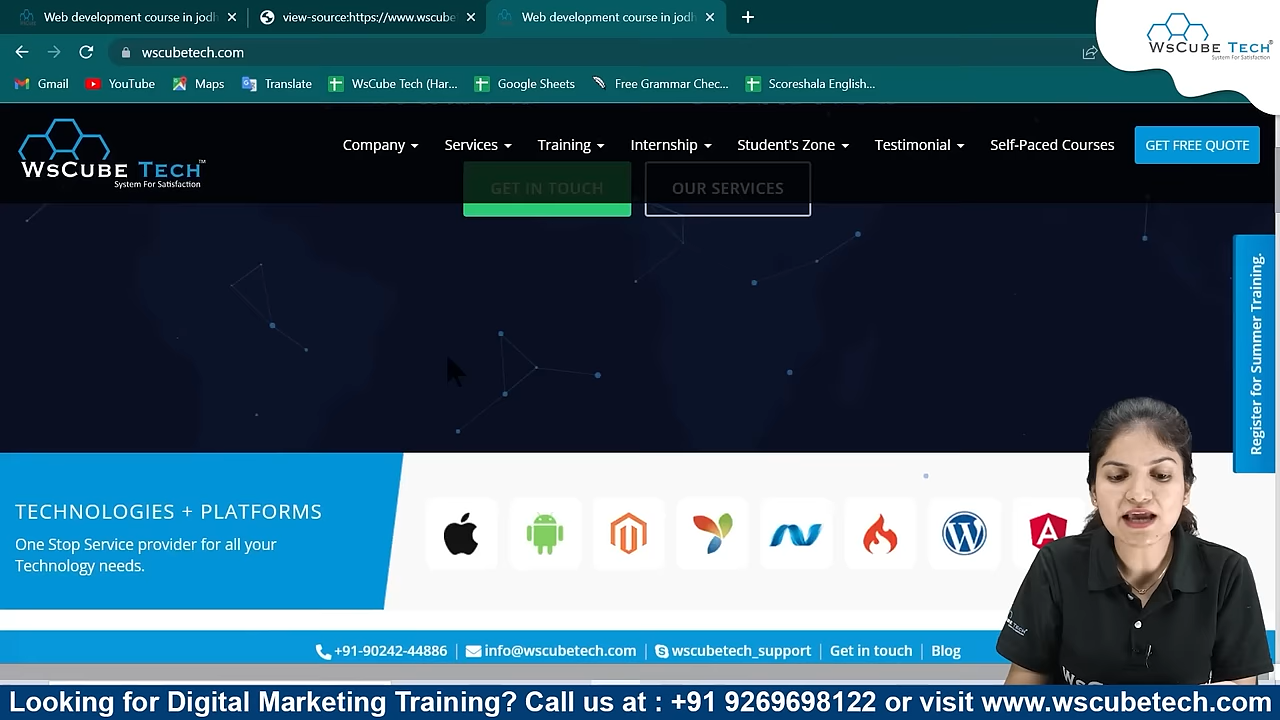 Web development course in jodh
view-source:https://www.wscube
Web development course in jodh
wscubetech.com
WsCube Tech
System For Satisfaction
Gmail
YouTube
Maps
Translate
WsCube Tech (Har...
Google Sheets
Free Grammar Chec...
Scoreshala English...
WsCube Tech™
System For Satisfaction
Company
Services
Training
Internship
Student's Zone
Testimonial
Self-Paced Courses
GET FREE QUOTE
GET IN TOUCH
OUR SERVICES
Register for Summer Training.
TECHNOLOGIES + PLATFORMS
One Stop Service provider for all your
Technology needs.
+91-90242-44886 | info@wscubetech.com | wscubetech_support | Get in touch | Blog
WsCube Tech
Looking for Digital Marketing Training? Call us at : +91 9269698122 or visit www.wscubetech.com